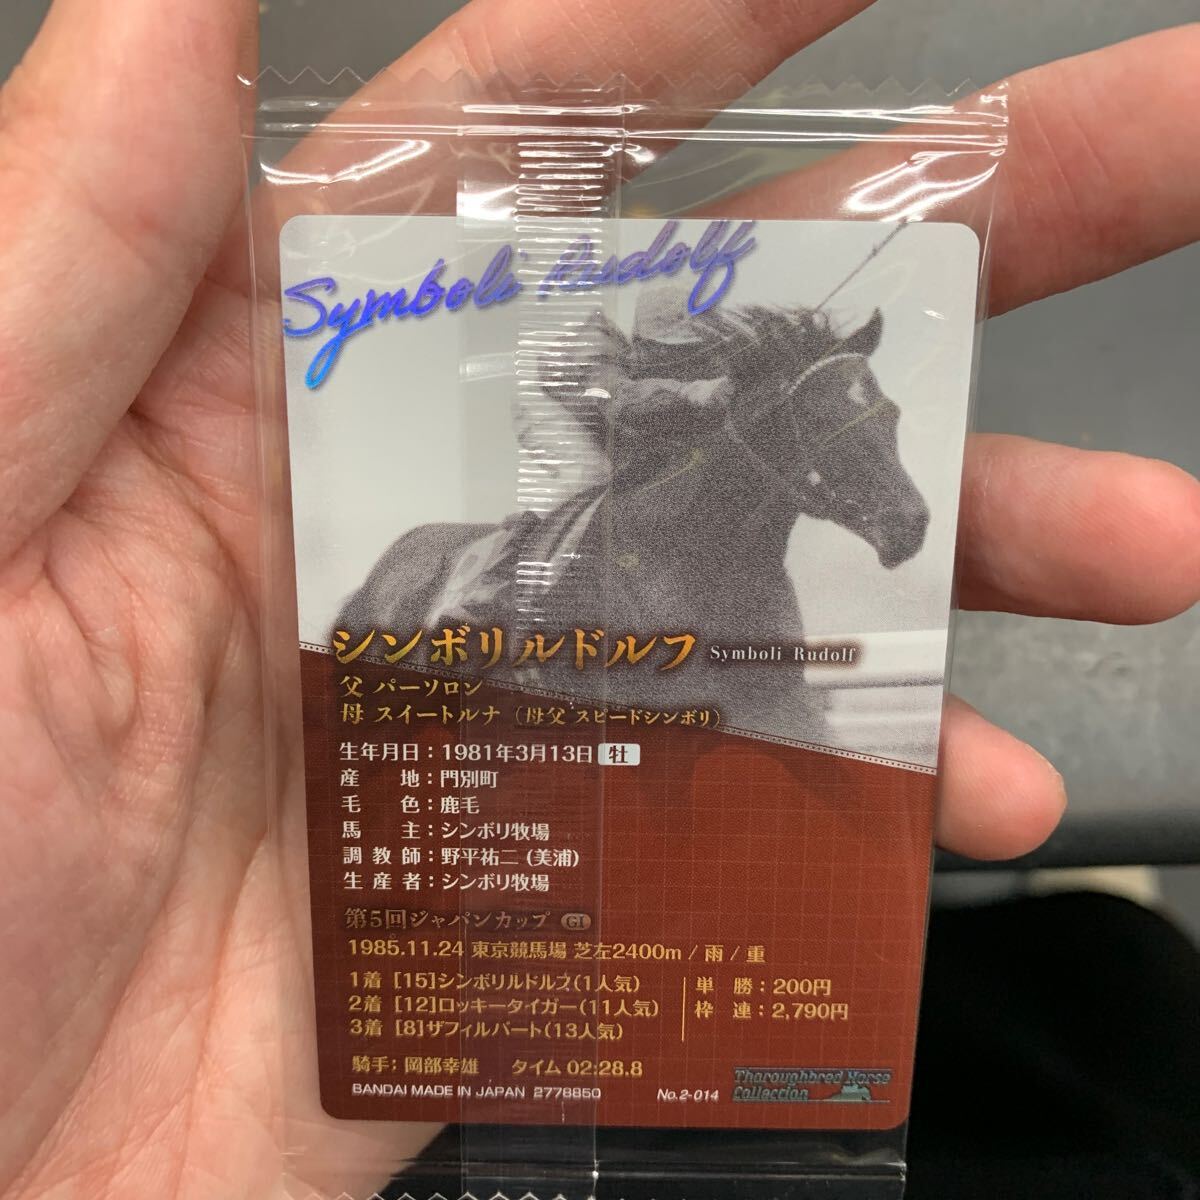 Symboli Rudolf
シンボリルドルフ Symboli Rudolf
父 パーソロン
母 スイートルナ (母父 スピードシンボリ)
生年月日:1981年3月13日 牡
産 地:門別町
毛 色:鹿毛
馬 主:シンボリ牧場
調教師:野平祐二 (美浦)
生産者:シンボリ牧場
第5回ジャパンカップ GI
1985.11.24 東京競馬場 芝左2400m / 雨 / 重
1着 [15]シンボリルドルフ(1人気) 単 勝:200円
2着 [12]ロッキータイガー(11人気) 枠 連:2,790円
3着 [8]ザフィルバート(13人気)
騎手:岡部幸雄 タイム 02:28.8
BANDAI MADE IN JAPAN 2778850 No.2-014
Thoroughbred Horse
Collection